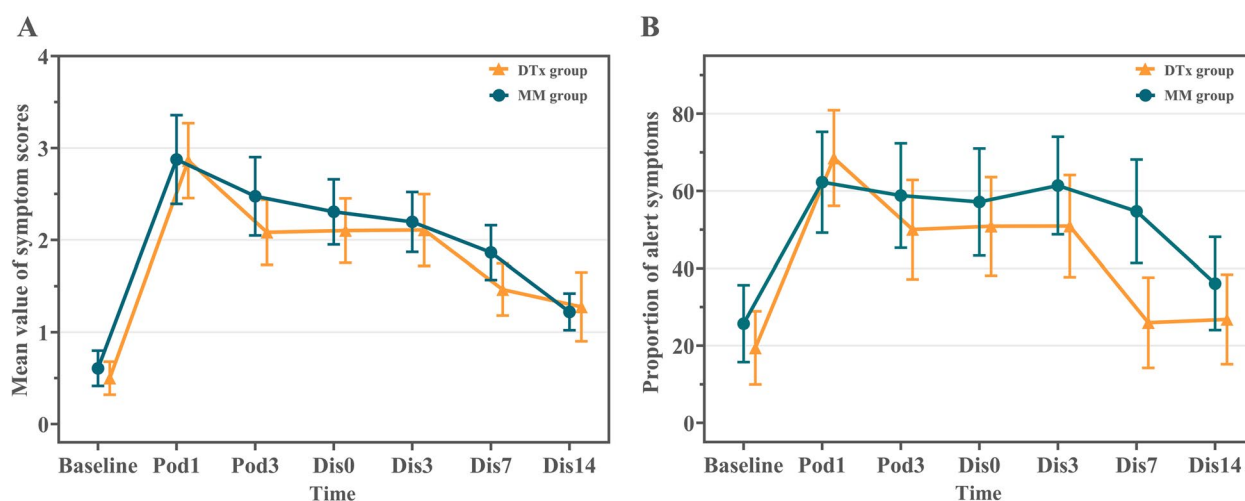 A
Mean value of symptom scores
4
3
2
1
0
DTx group
MM group
Baseline Pod1 Pod3 Dis0 Dis3 Dis7 Dis14
Time
B
Proportion of alert symptoms
80
60
40
20
0
DTx group
MM group
Baseline Pod1 Pod3 Dis0 Dis3 Dis7 Dis14
Time